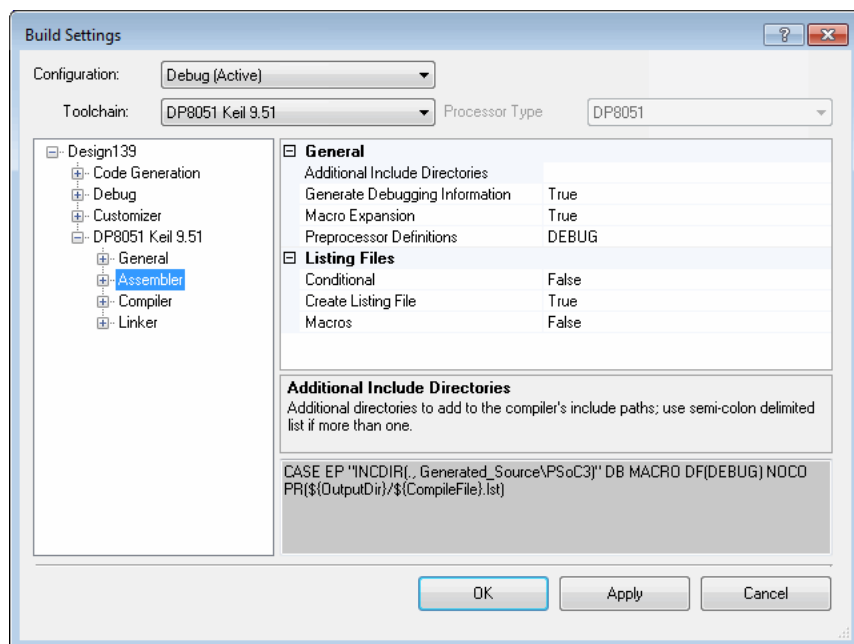 Build Settings
Configuration: Debug (Active)
Toolchain: DP8051 Keil 9.51 Processor Type DP8051
Design139
Code Generation
Debug
Customizer
DP8051 Keil 9.51
General
Assembler
Compiler
Linker
General
Additional Include Directories
Generate Debugging Information True
Macro Expansion True
Preprocessor Definitions DEBUG
Listing Files
Conditional False
Create Listing File True
Macros False
Additional Include Directories
Additional directories to add to the compiler's include paths; use semi-colon delimited
list if more than one.
CASE EP "INCDIR(., Generated_Source\PSoC3)" DB MACRO DF(DEBUG) NOCO
PR(${OutputDir}/${CompileFile}.lst)
OK Apply Cancel